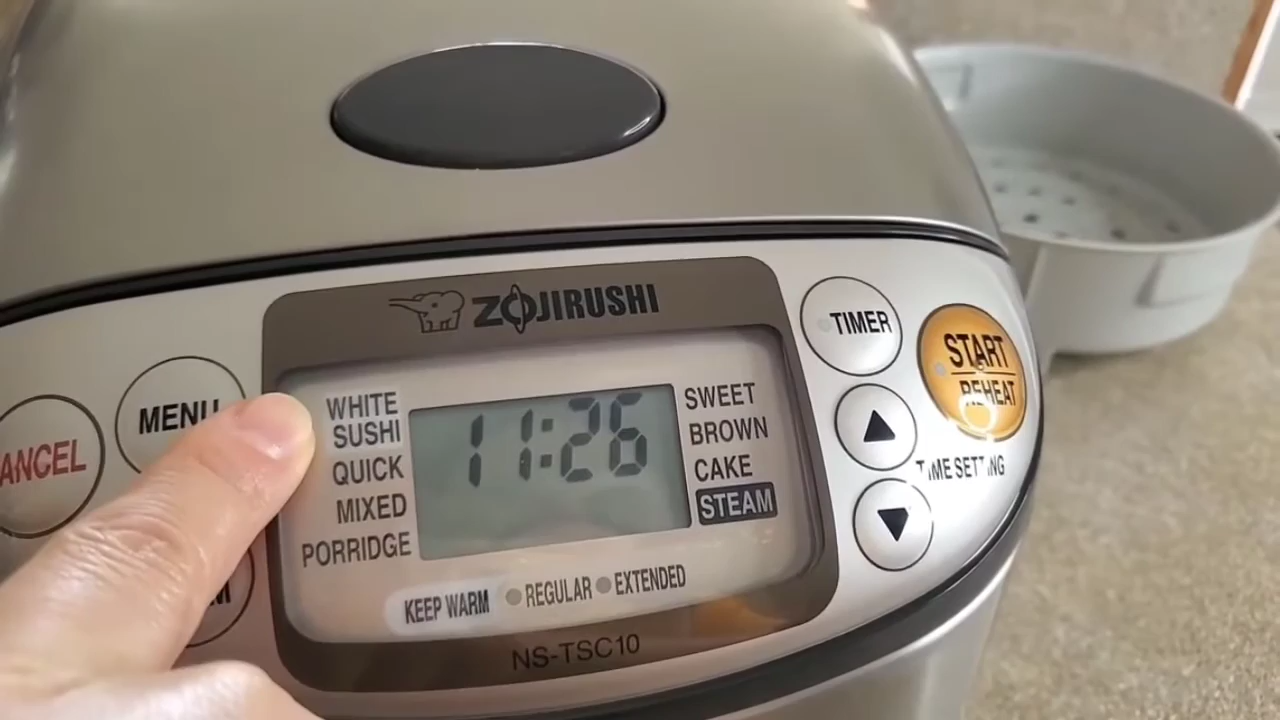 ZOJIRUSHI
TIMER
START
REHEAT
MENU
WHITE
SUSHI
QUICK
MIXED
PORRIDGE
11:26
SWEET
BROWN
CAKE
STEAM
TIME SETTING
ANCEL
KEEP WARM REGULAR EXTENDED
NS-TSC10